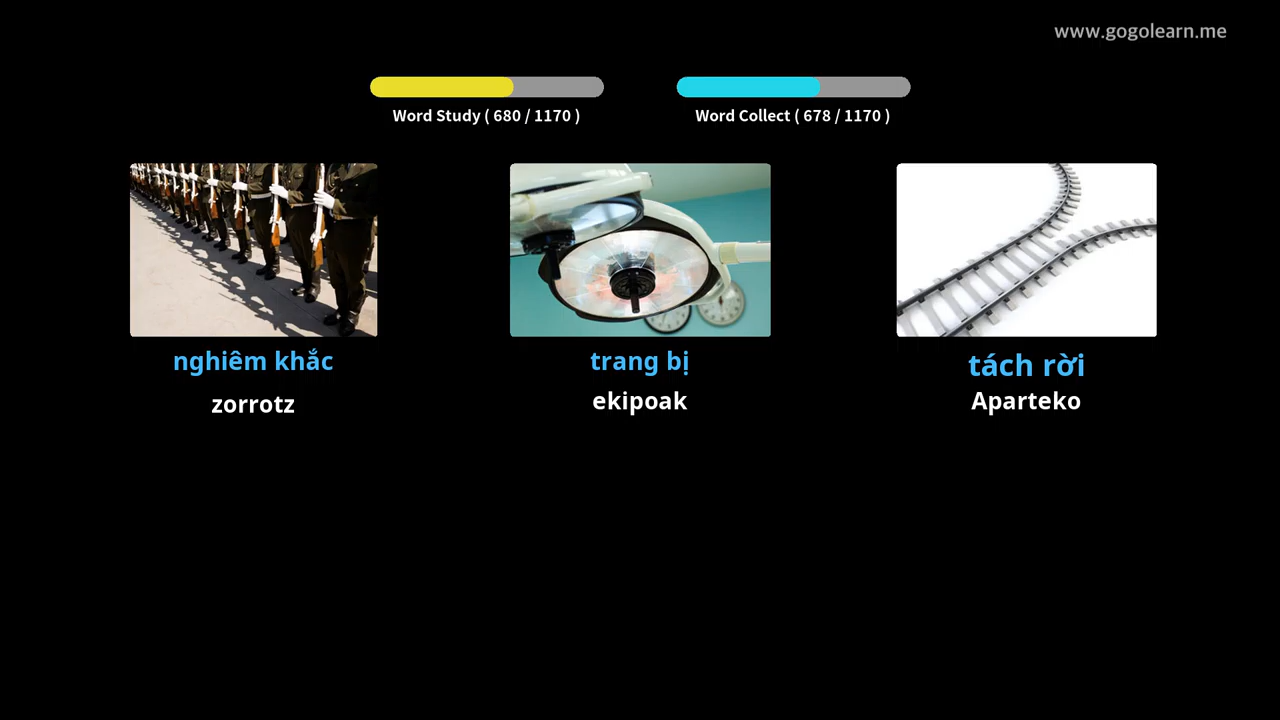 www.gogolearn.me
Word Study ( 680 / 1170 )
Word Collect ( 678 / 1170 )
nghiêm khắc
zorrotz
trang bị
ekipoak
tách rời
Aparteko